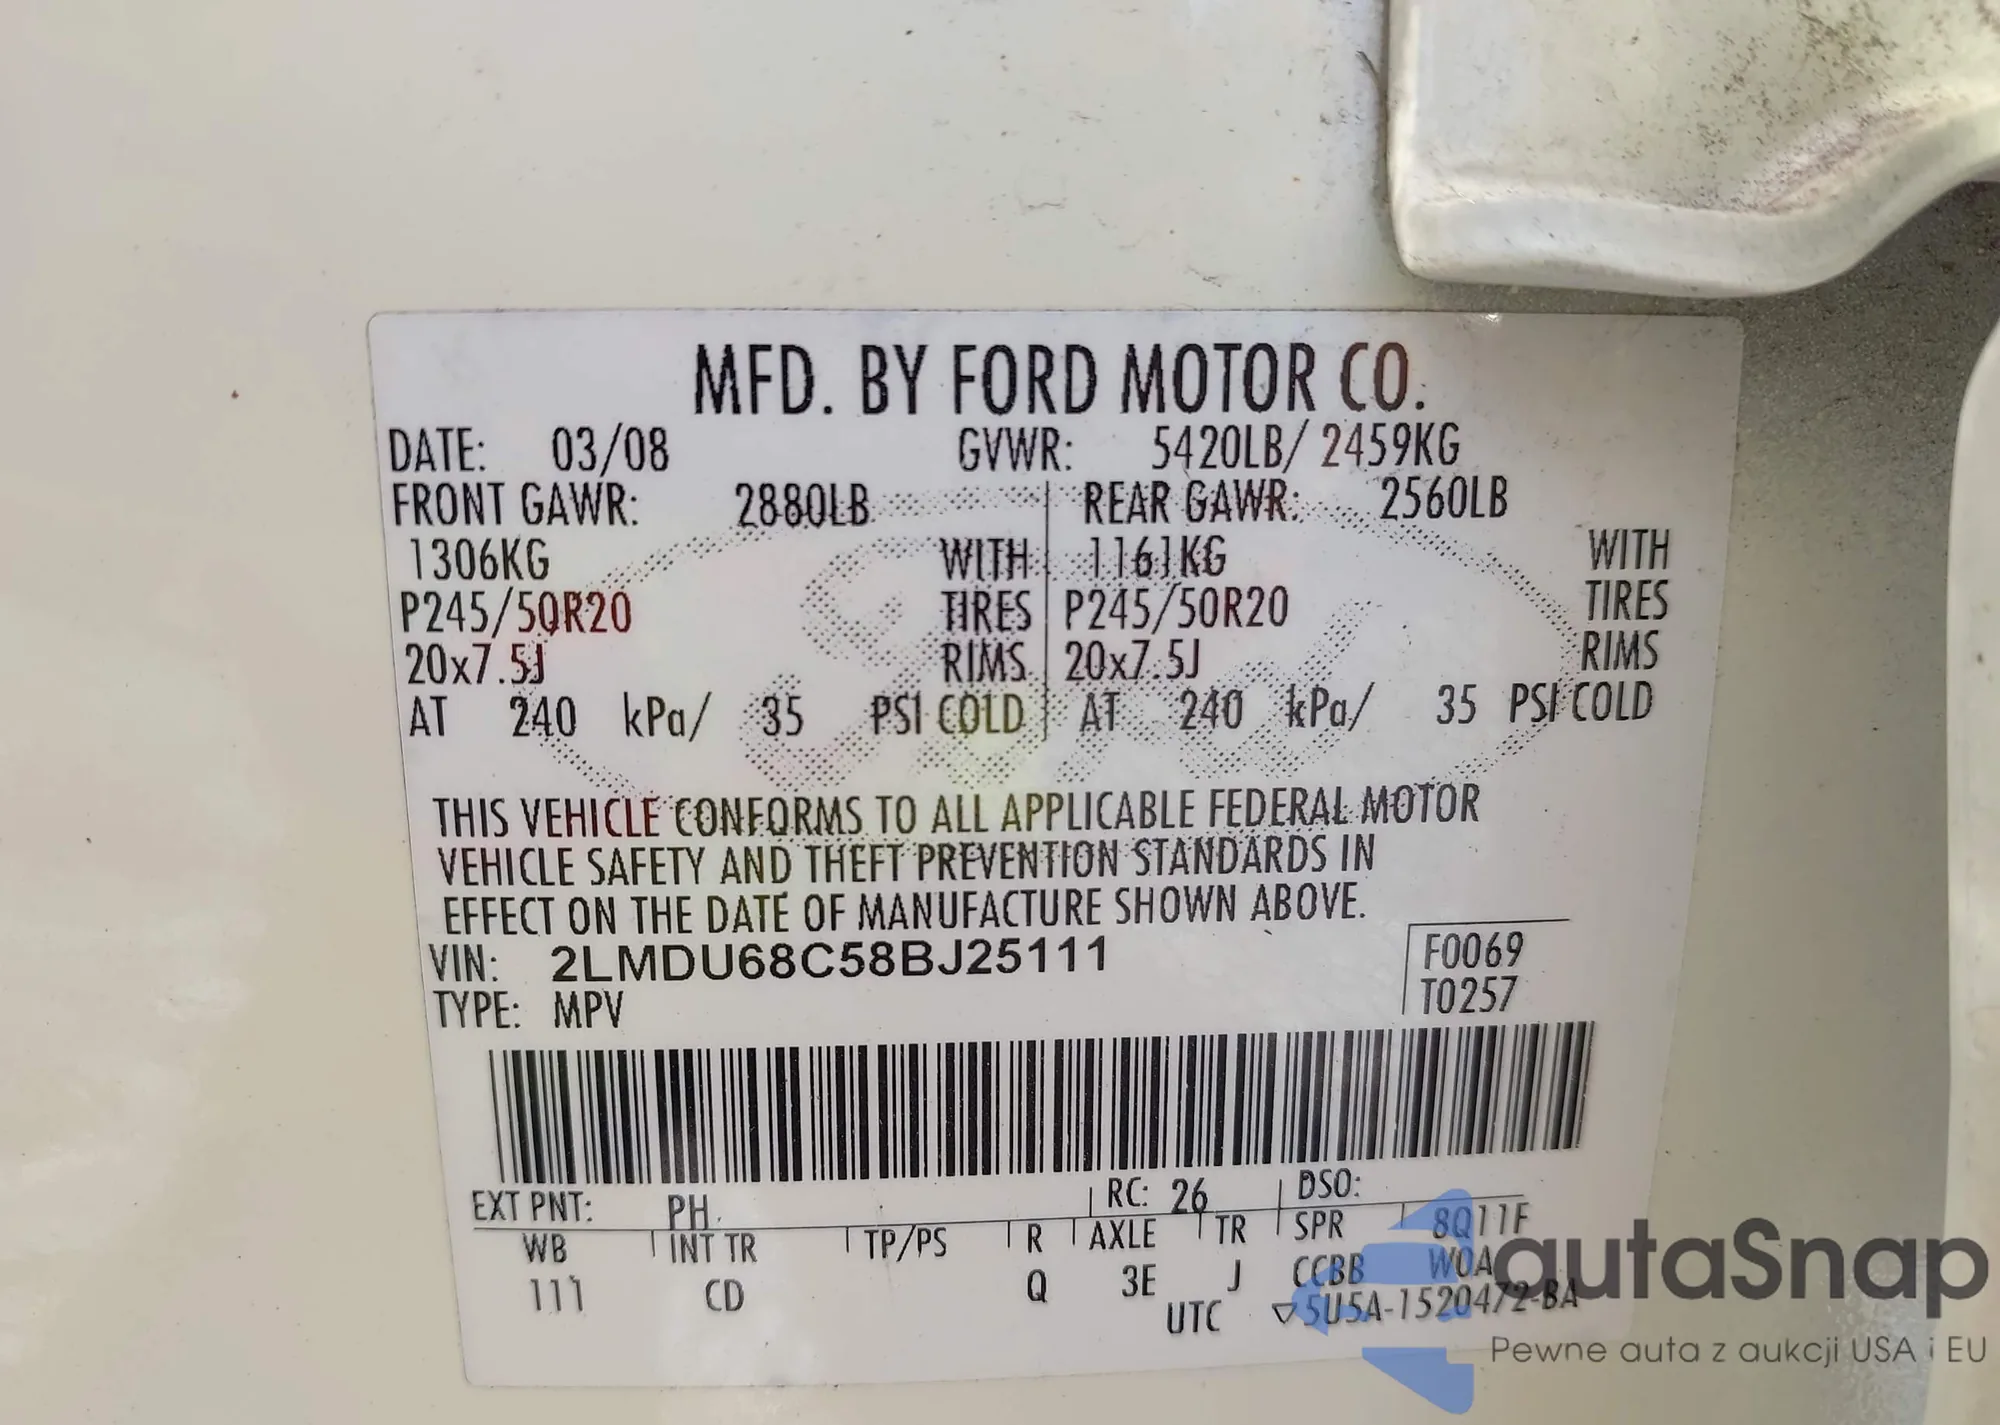 MFD. BY FORD MOTOR CO.
DATE: 03/08 GVWR: 5420LB/ 2459KG
FRONT GAWR: 2880LB REAR GAWR: 2560LB
1306KG WITH 1161KG WITH
P245/50R20 TIRES P245/50R20 TIRES
20x7.5J RIMS 20x7.5J RIMS
AT 240 kPa/ 35 PSI COLD AT 240 kPa/ 35 PSI COLD
THIS VEHICLE CONFORMS TO ALL APPLICABLE FEDERAL MOTOR
VEHICLE SAFETY AND THEFT PREVENTION STANDARDS IN
EFFECT ON THE DATE OF MANUFACTURE SHOWN ABOVE.
VIN: 2LMDU68C58BJ25111 F0069
TYPE: MPV T0257
EXT PNT: PH RC: 26 DSO:
WB INT TR TP/PS R AXLE TR SPR 8Q11F
111 CD Q 3E J CCBB WOA
UTC ▽5U5A-1520472-BA
autoSnap
Pewne auta z aukcji USA i EU